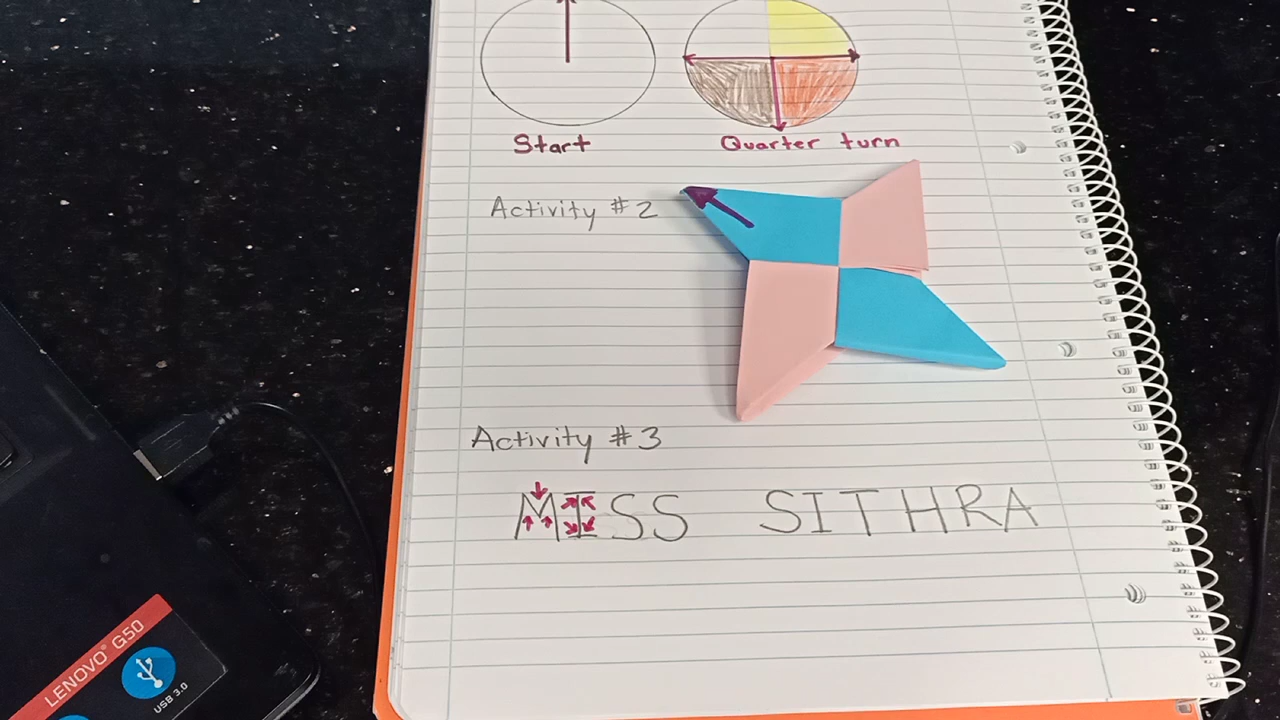 Start
Quarter turn
Activity #2
Activity #3
MISS SITHRA
LENOVO G50
USB 3.0